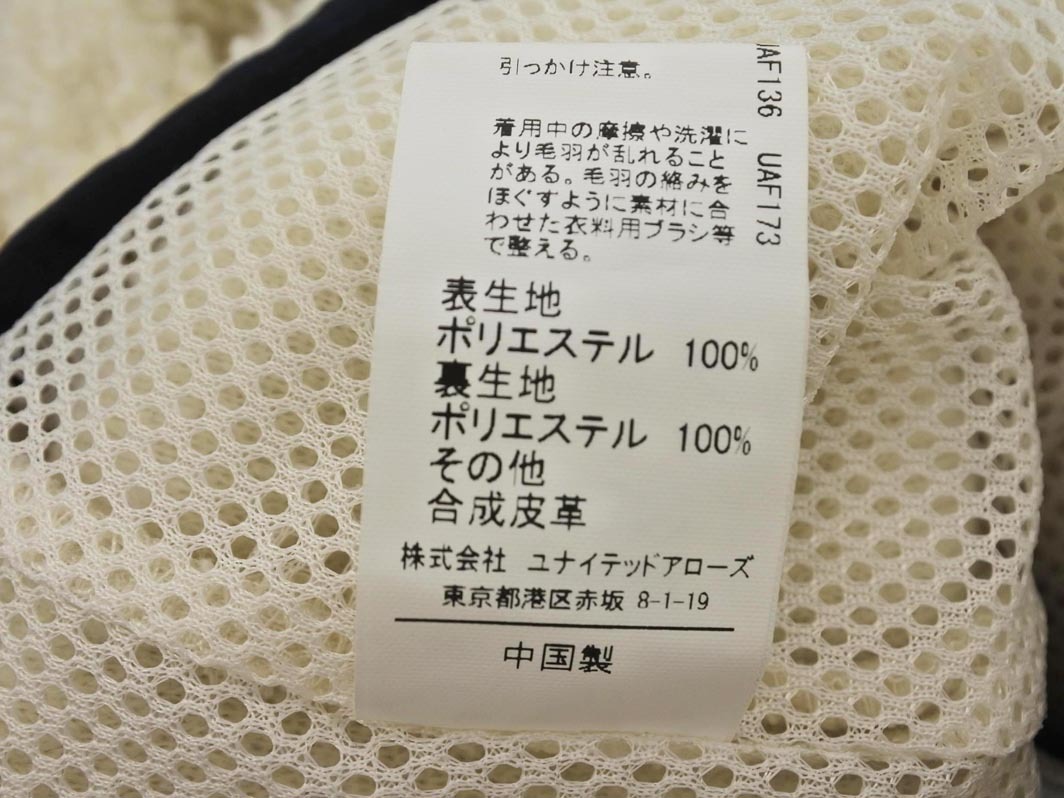 引っかけ注意。
着用中の摩擦や洗濯に
より毛羽が乱れること
がある。毛羽の絡みを
ほぐすように素材に合
わせた衣料用ブラシ等
で整える。
表生地
ポリエステル 100%
裏生地
ポリエステル 100%
その他
合成皮革
株式会社 ユナイテッドアローズ
東京都港区赤坂 8-1-19
中国製
UAF136 UAF173